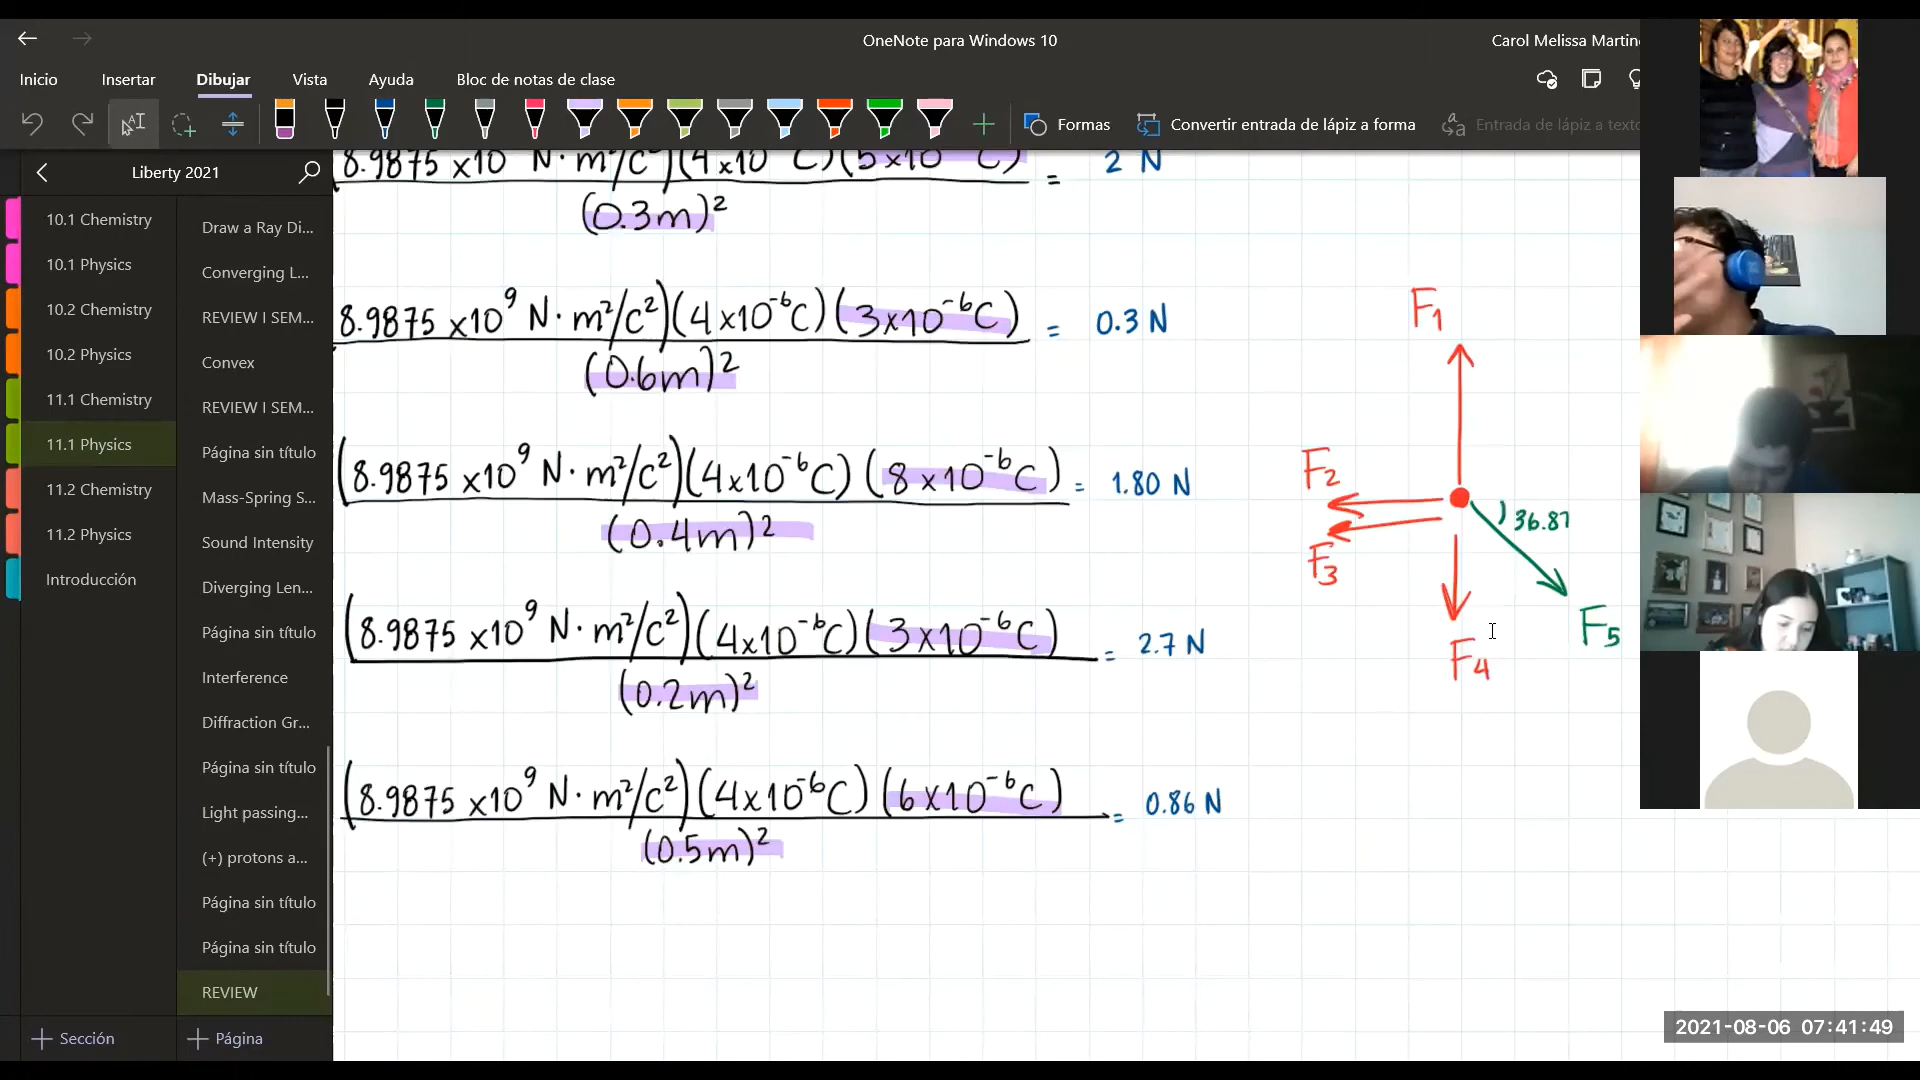 OneNote para Windows 10
Carol Melissa Martin
Inicio
Insertar
Dibujar
Vista
Ayuda
Bloc de notas de clase
Formas
Convertir entrada de lápiz a forma
Entrada de lápiz a texto
Liberty 2021
10.1 Chemistry
10.1 Physics
10.2 Chemistry
10.2 Physics
11.1 Chemistry
11.1 Physics
11.2 Chemistry
11.2 Physics
Introducción
Sección
Draw a Ray Di...
Converging L...
REVIEW I SEM...
Convex
REVIEW I SEM...
Página sin título
Mass-Spring S...
Sound Intensity
Diverging Len...
Página sin título
Interference
Diffraction Gr...
Página sin título
Light passing...
(+) protons a...
Página sin título
Página sin título
REVIEW
Página
8.9875 x10 N·m²/c²)(4x10 C)(5x10 C) = 2 N
(0.3m)²
8.9875 x10⁹ N·m²/c²)(4x10⁻⁶C)(3x10⁻⁶C) = 0.3 N
(0.6m)²
(8.9875 x10⁹ N·m²/c²)(4x10⁻⁶C)(8x10⁻⁶C) = 1.80 N
(0.4m)²
(8.9875 x10⁹ N·m²/c²)(4x10⁻⁶C)(3x10⁻⁶C) = 2.7 N
(0.2m)²
(8.9875 x10⁹ N·m²/c²)(4x10⁻⁶C)(6x10⁻⁶C) = 0.86 N
(0.5m)²
F₁
F₂
36.87
F₃
F₅
F₄
2021-08-06 07:41:49